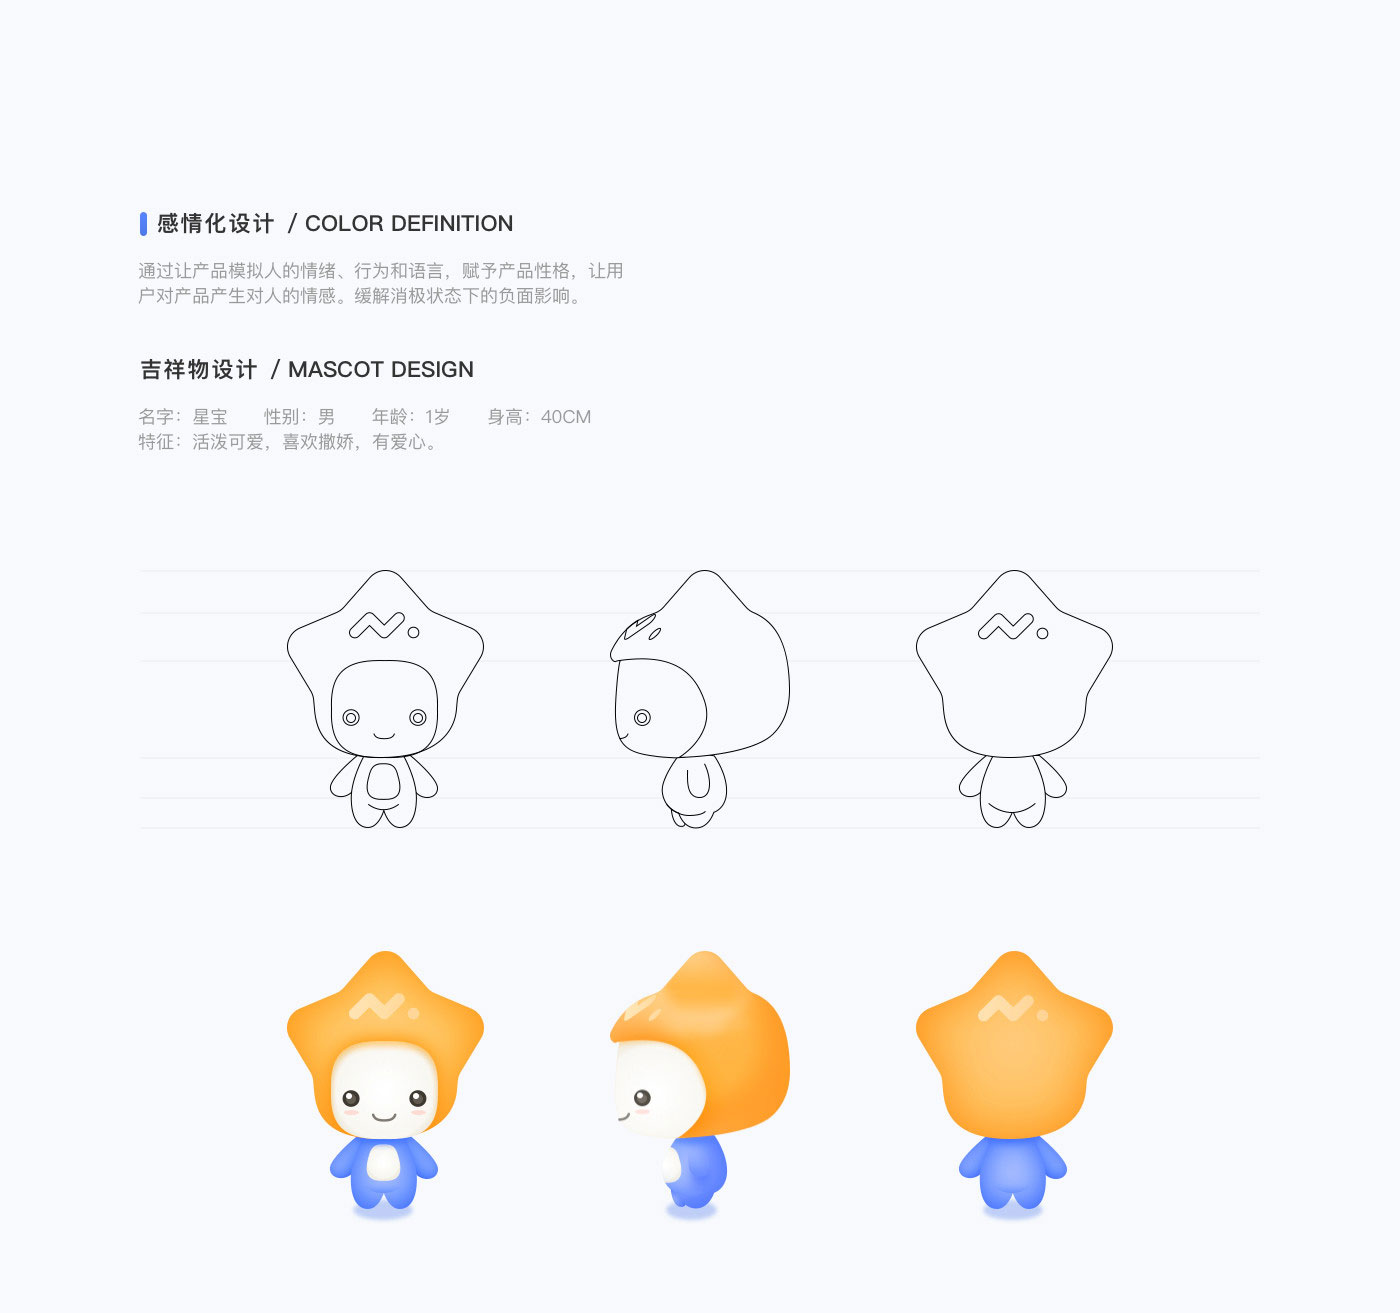 感情化设计 / COLOR DEFINITION
通过让产品模拟人的情绪、行为和语言，赋予产品性格，让用
户对产品产生对人的情感。缓解消极状态下的负面影响。
吉祥物设计 / MASCOT DESIGN
名字：星宝 性别：男 年龄：1岁 身高：40CM
特征：活泼可爱，喜欢撒娇，有爱心。